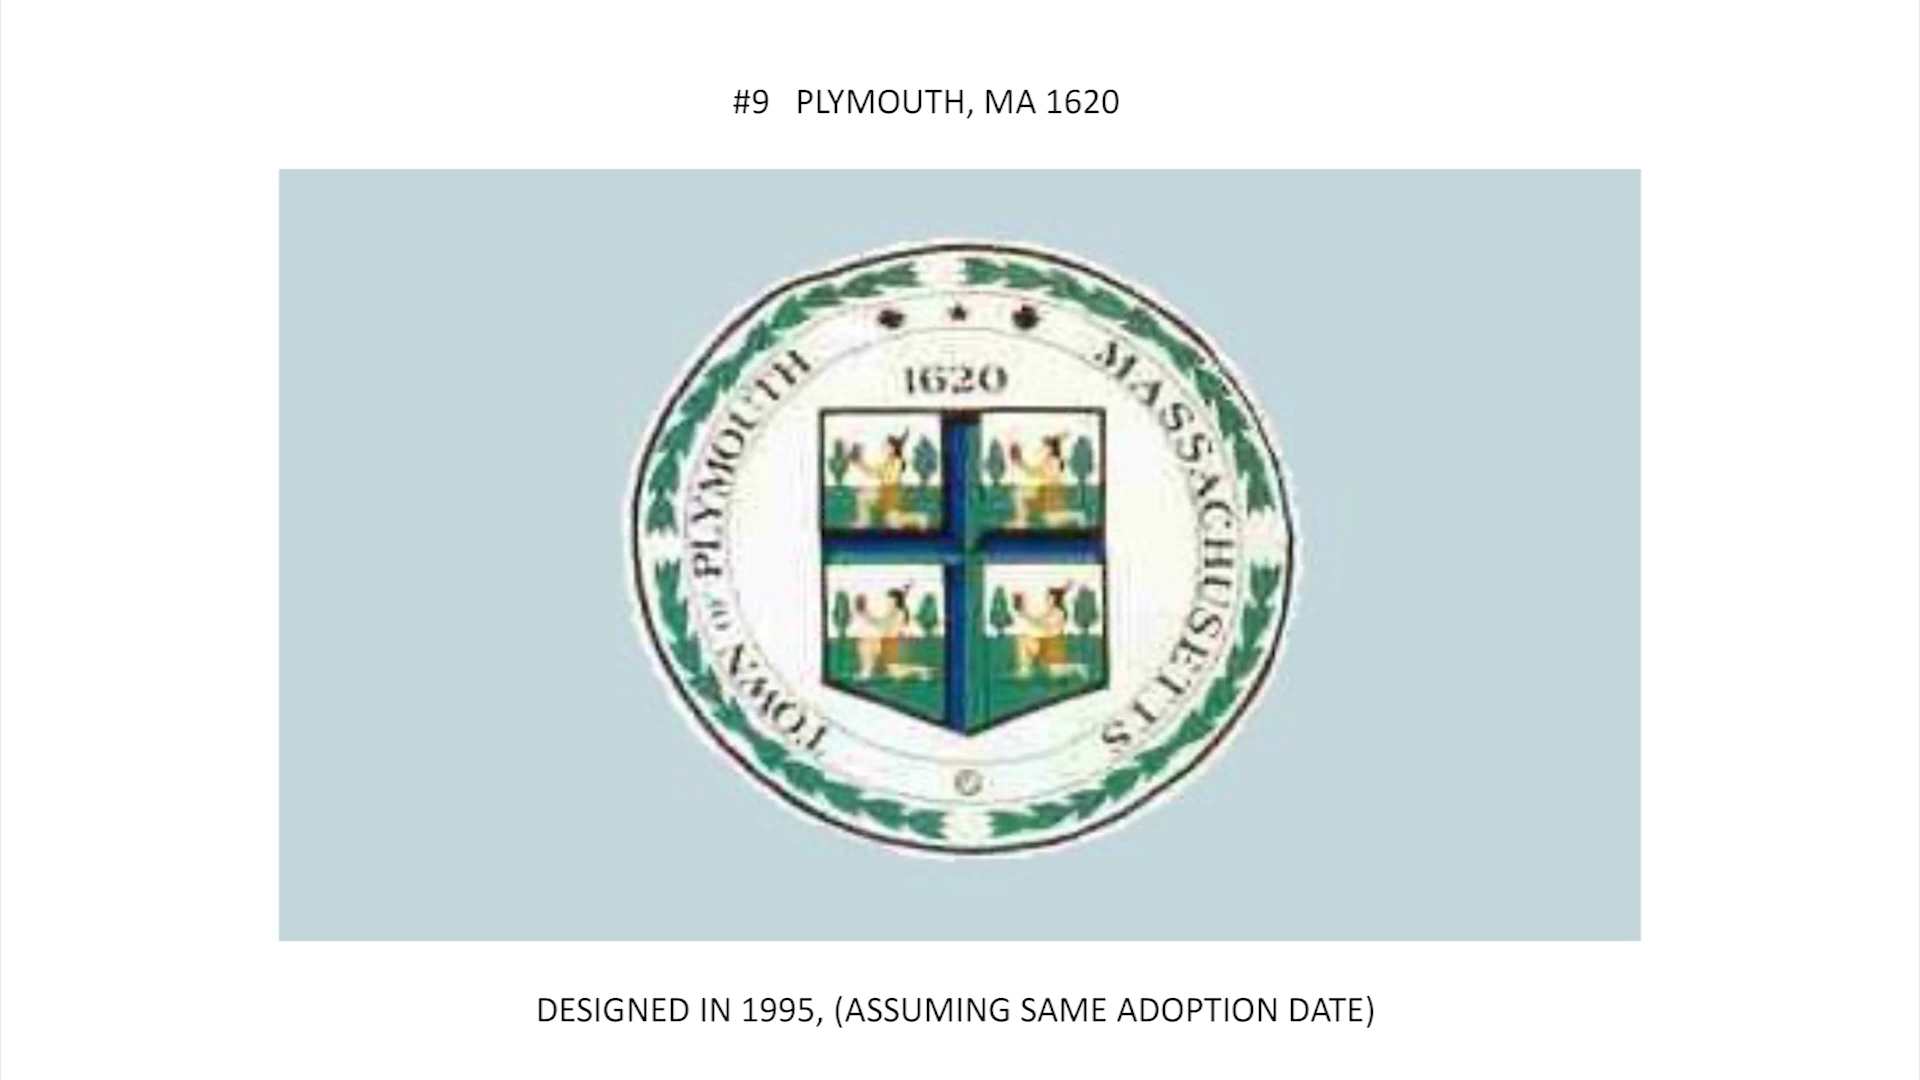 #9 PLYMOUTH, MA 1620
1620
TOWN OF PLYMOUTH
MASSACHUSETTS
DESIGNED IN 1995, (ASSUMING SAME ADOPTION DATE)